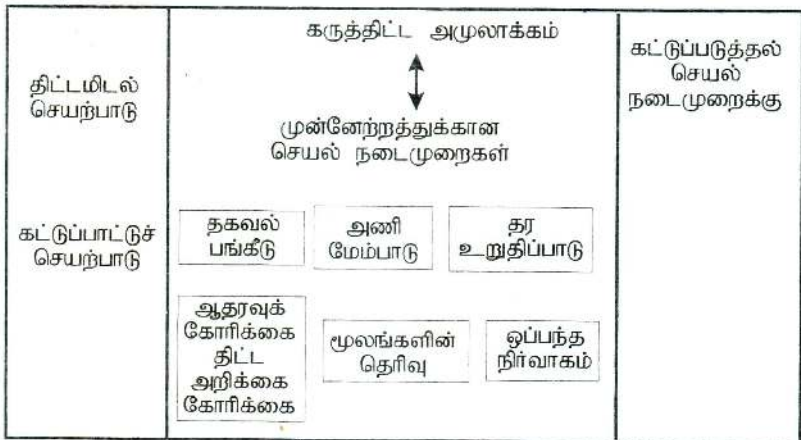 திட்டமிடல்
செயற்பாடு
கட்டுப்பாட்டுச்
செயற்பாடு
கருத்திட்ட அமுலாக்கம்
முன்னேற்றத்துக்கான
செயல் நடைமுறைகள்
தகவல்
பங்கீடு
அணி
மேம்பாடு
தர
உறுதிப்பாடு
ஆதரவுக்
கோரிக்கை
திட்ட
அறிக்கை
கோரிக்கை
மூலங்களின்
தெரிவு
ஒப்பந்த
நிர்வாகம்
கட்டுப்படுத்தல்
செயல்
நடைமுறைக்கு